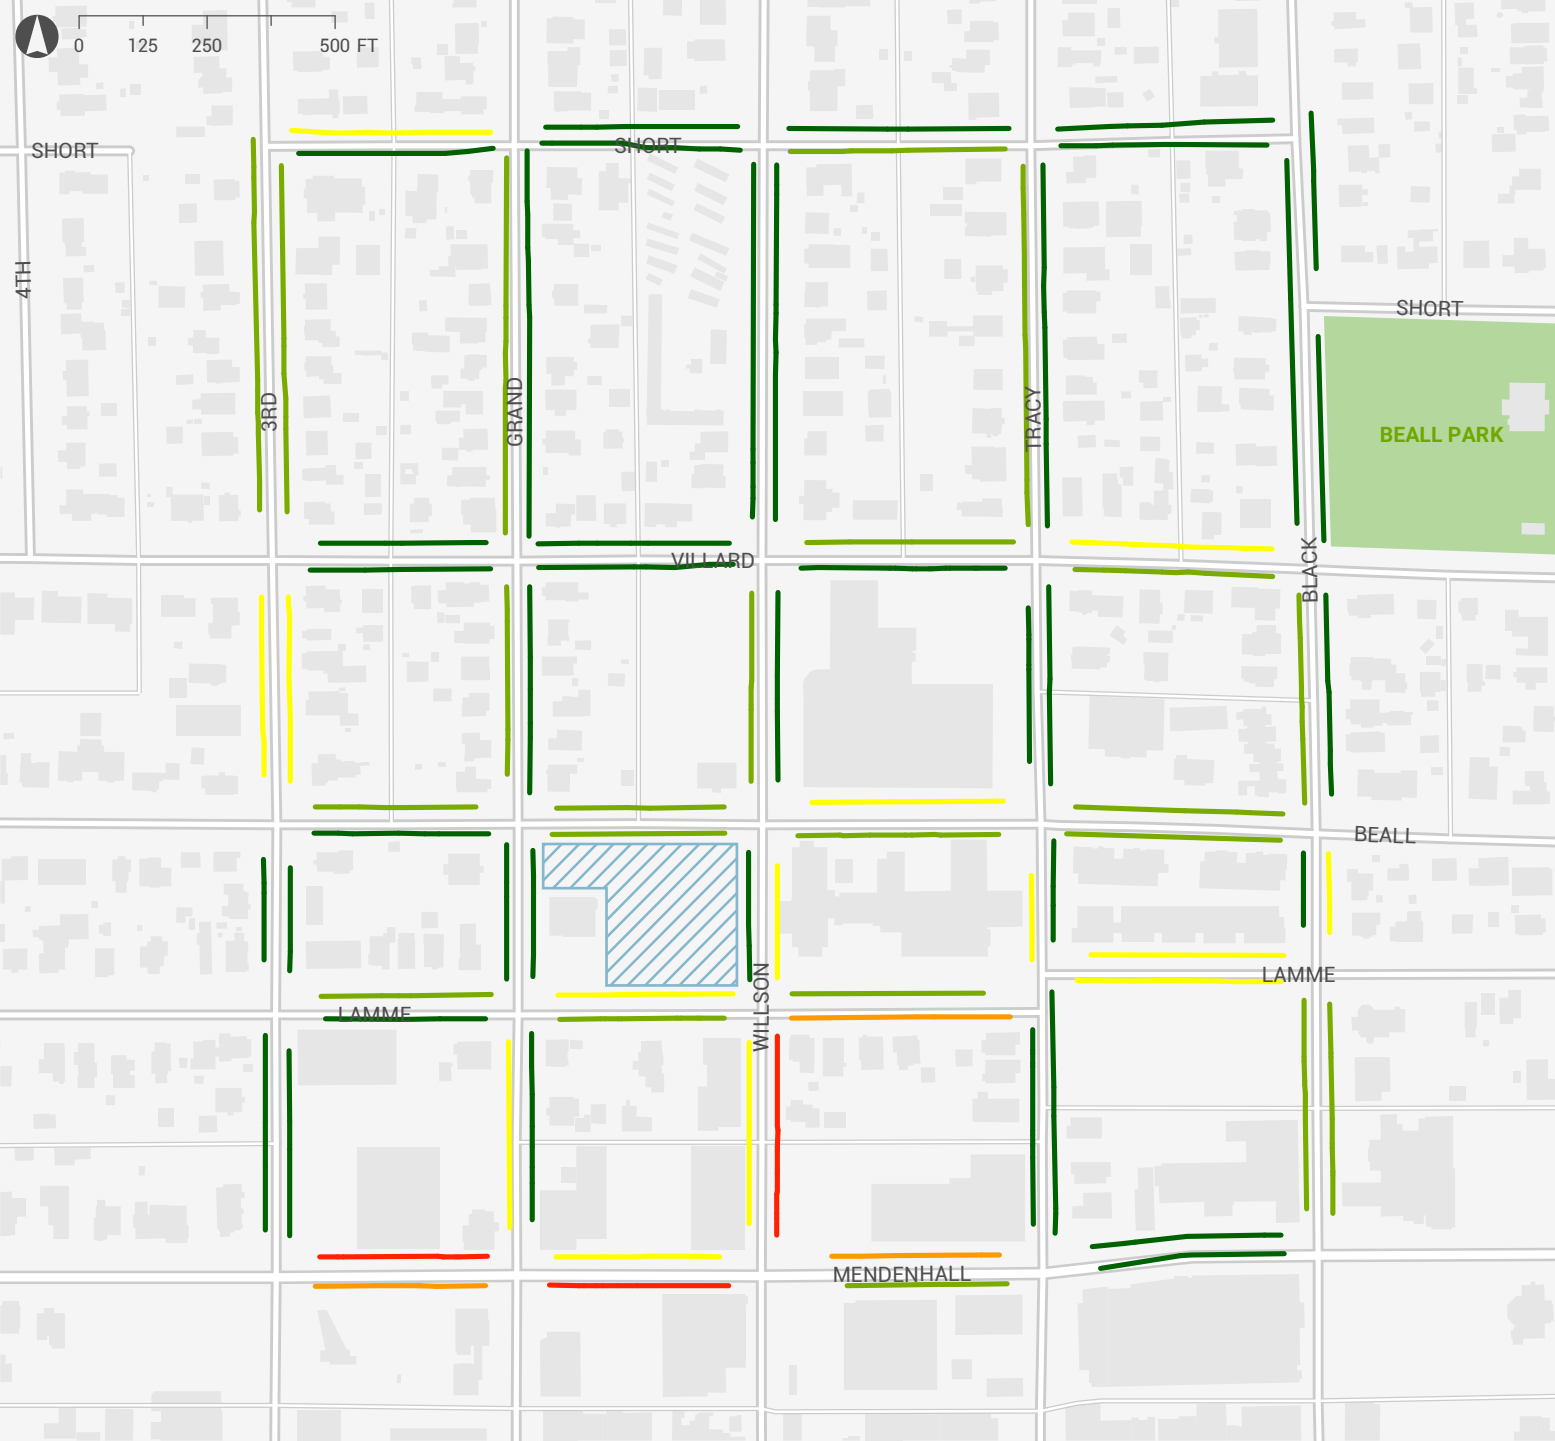 0 125 250 500 FT
SHORT
SHORT
4TH
SHORT
3RD
GRAND
TRACY
BEALL PARK
VILLARD
BLACK
BEALL
LAMME
WILLSON
LAMME
MENDENHALL